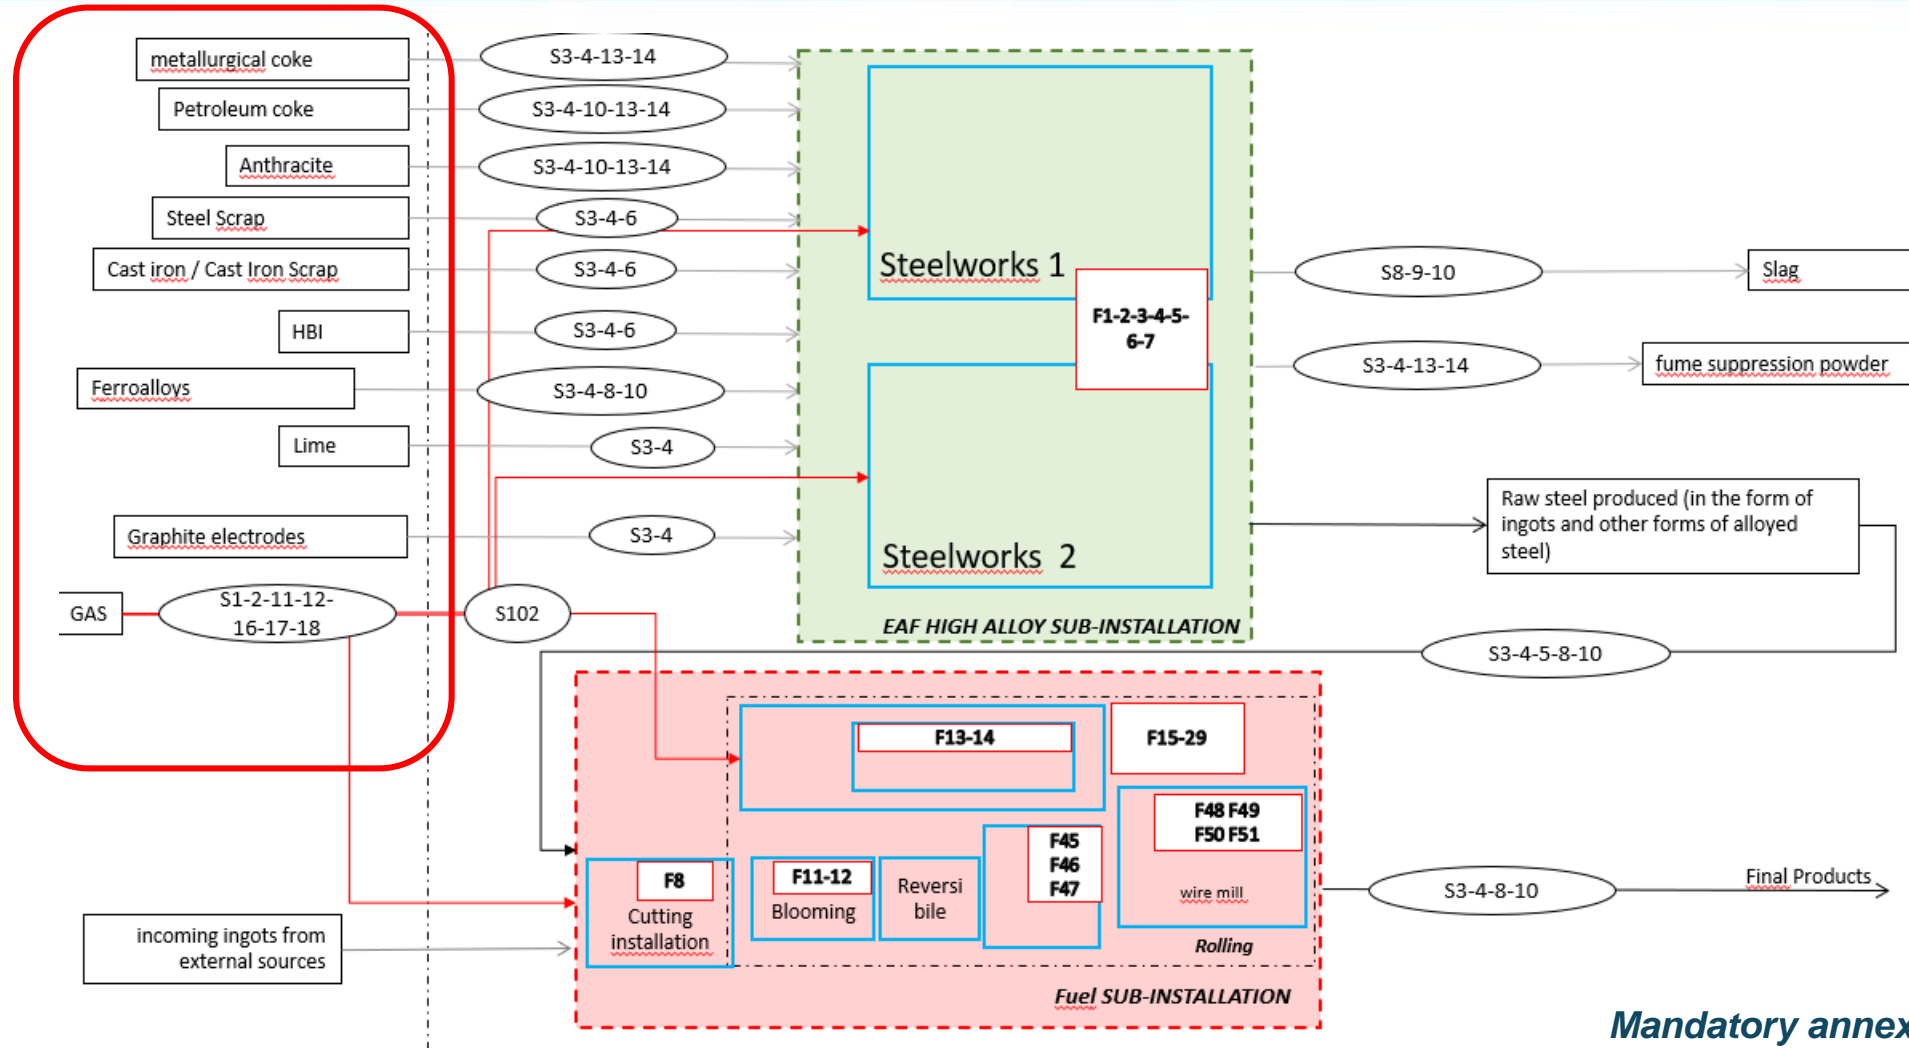 metallurgical coke
S3-4-13-14
Petroleum coke
S3-4-10-13-14
Anthracite
S3-4-10-13-14
Steel Scrap
S3-4-6
Cast iron / Cast Iron Scrap
S3-4-6
HBI
S3-4-6
Ferroalloys
S3-4-8-10
Lime
S3-4
Graphite electrodes
S3-4
GAS
S1-2-11-12-
16-17-18
S102
Steelworks 1
F1-2-3-4-5-
6-7
Steelworks 2
EAF HIGH ALLOY SUB-INSTALLATION
S8-9-10
Slag
S3-4-13-14
fume suppression powder
Raw steel produced (in the form of
ingots and other forms of alloyed
steel)
S3-4-5-8-10
F13-14
F15-29
F48 F49
F50 F51
wire mill
F45
F46
F47
F8
Cutting
installation
F11-12
Blooming
Reversi
bile
Rolling
Fuel SUB-INSTALLATION
incoming ingots from
external sources
S3-4-8-10
Final Products
Mandatory annex